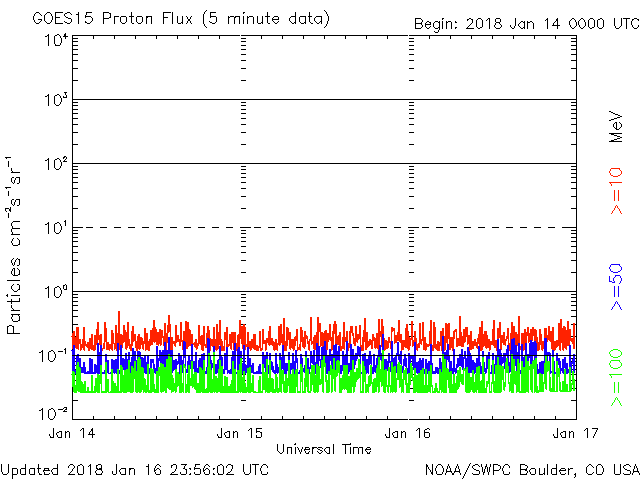 GOES15 Proton Flux (5 minute data)
Begin: 2018 Jan 14 0000 UTC
10⁴
10³
10²
10¹
10⁰
10⁻¹
10⁻²
Particles cm⁻²s⁻¹sr⁻¹
MeV
>=10
>=50
>=100
Jan 14
Jan 15
Jan 16
Jan 17
Universal Time
Updated 2018 Jan 16 23:56:02 UTC
NOAA/SWPC Boulder, CO USA